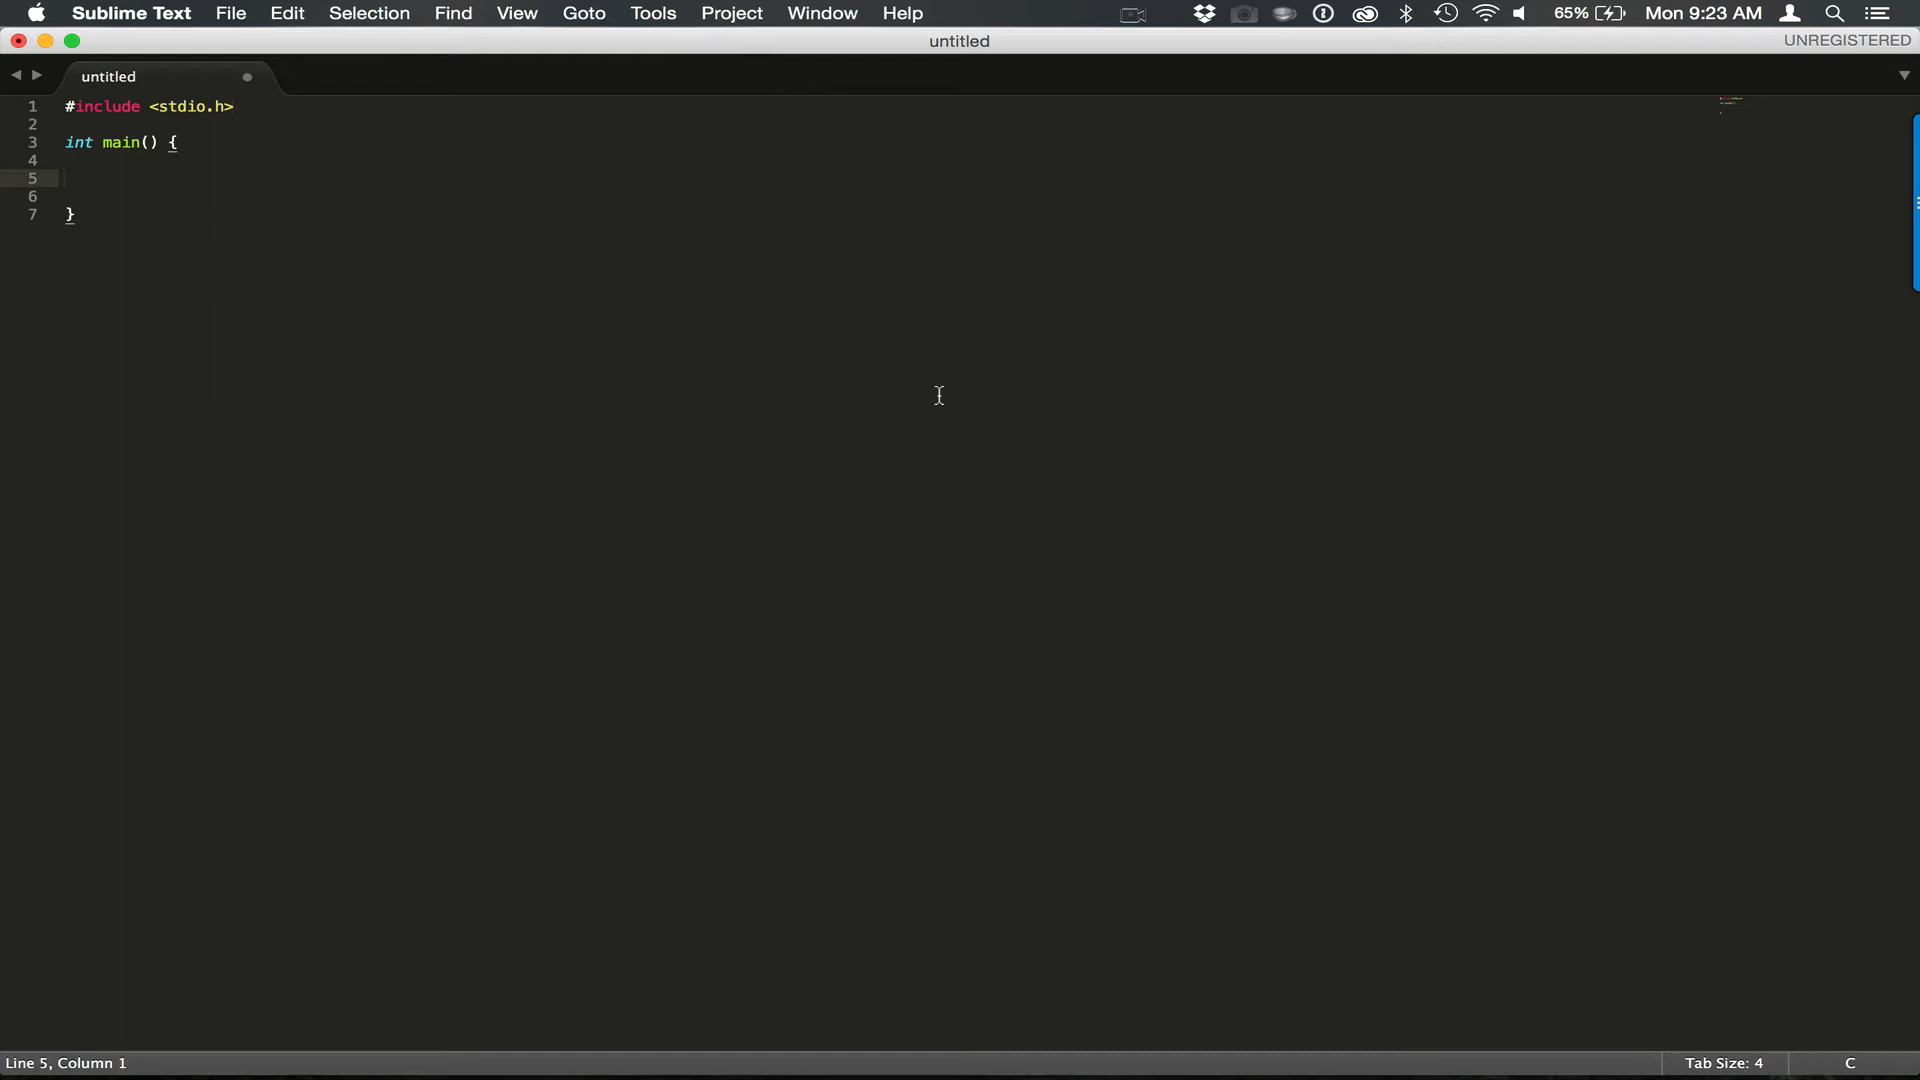 Sublime Text File Edit Selection Find View Goto Tools Project Window Help 65% Mon 9:23 AM
untitled UNREGISTERED
untitled
1 #include <stdio.h>
2
3 int main() {
4
5
6
7 }
Line 5, Column 1 Tab Size: 4 C